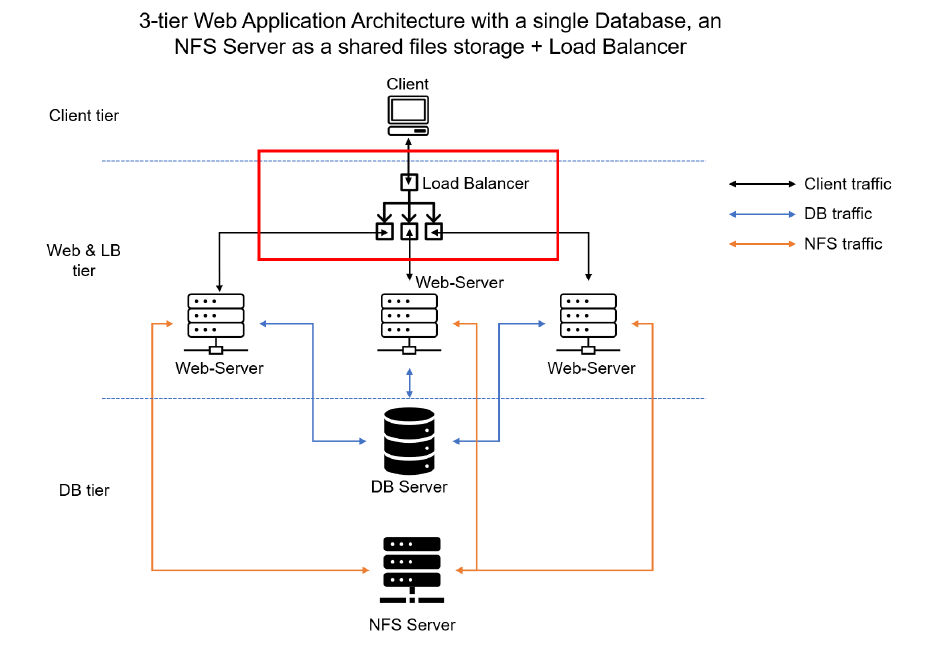 3-tier Web Application Architecture with a single Database, an
NFS Server as a shared files storage + Load Balancer
Client
Client tier
Load Balancer
Client traffic
DB traffic
NFS traffic
Web & LB
tier
Web-Server
Web-Server
Web-Server
DB Server
DB tier
NFS Server